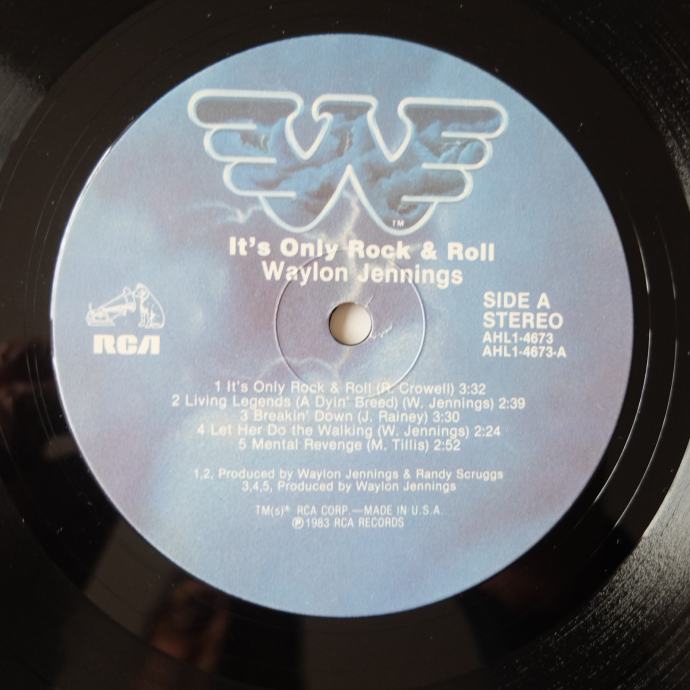 W
TM
It's Only Rock & Roll
Waylon Jennings
RCA
SIDE A
STEREO
AHL1-4673
AHL1-4673-A
1 It's Only Rock & Roll (R. Crowell) 3:32
2 Living Legends (A Dyin' Breed) (W. Jennings) 2:39
3 Breakin' Down (J. Rainey) 3:30
4 Let Her Do the Walking (W. Jennings) 2:24
5 Mental Revenge (M. Tillis) 2:52
1,2, Produced by Waylon Jennings & Randy Scruggs
3,4,5, Produced by Waylon Jennings
TM(s)® RCA CORP.—MADE IN U.S.A.
℗1983 RCA RECORDS